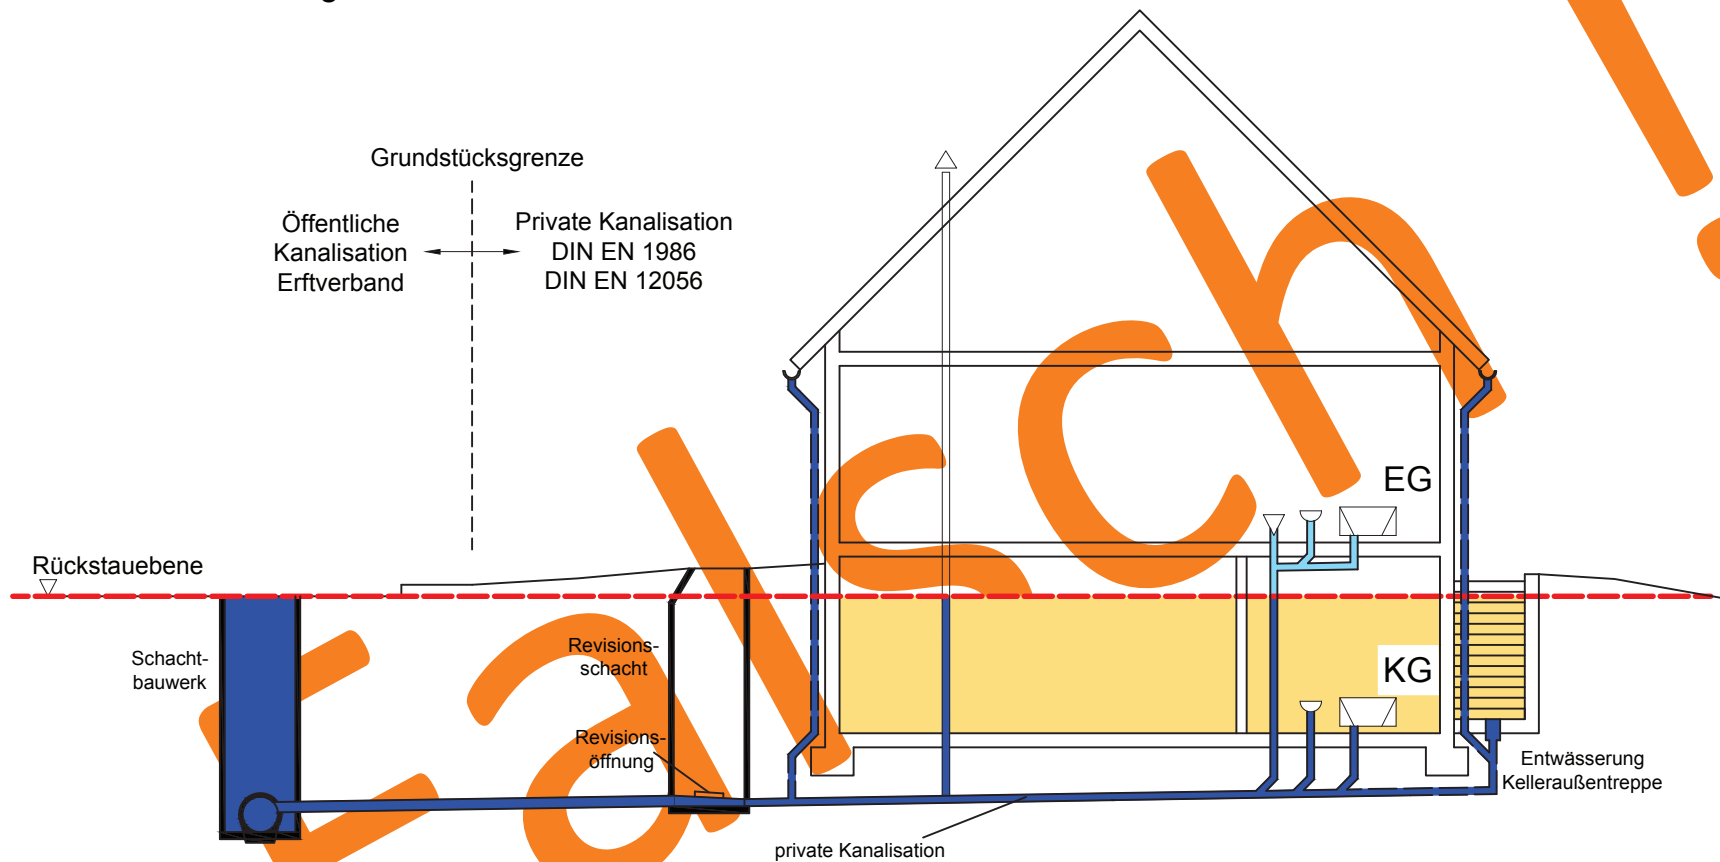 Grundstücksgrenze
Öffentliche
Kanalisation
Erftverband
Private Kanalisation
DIN EN 1986
DIN EN 12056
EG
Rückstauebene
Schacht-
bauwerk
Revisions-
schacht
KG
Revisions-
öffnung
Entwässerung
Kelleraußentreppe
private Kanalisation
Falsch!